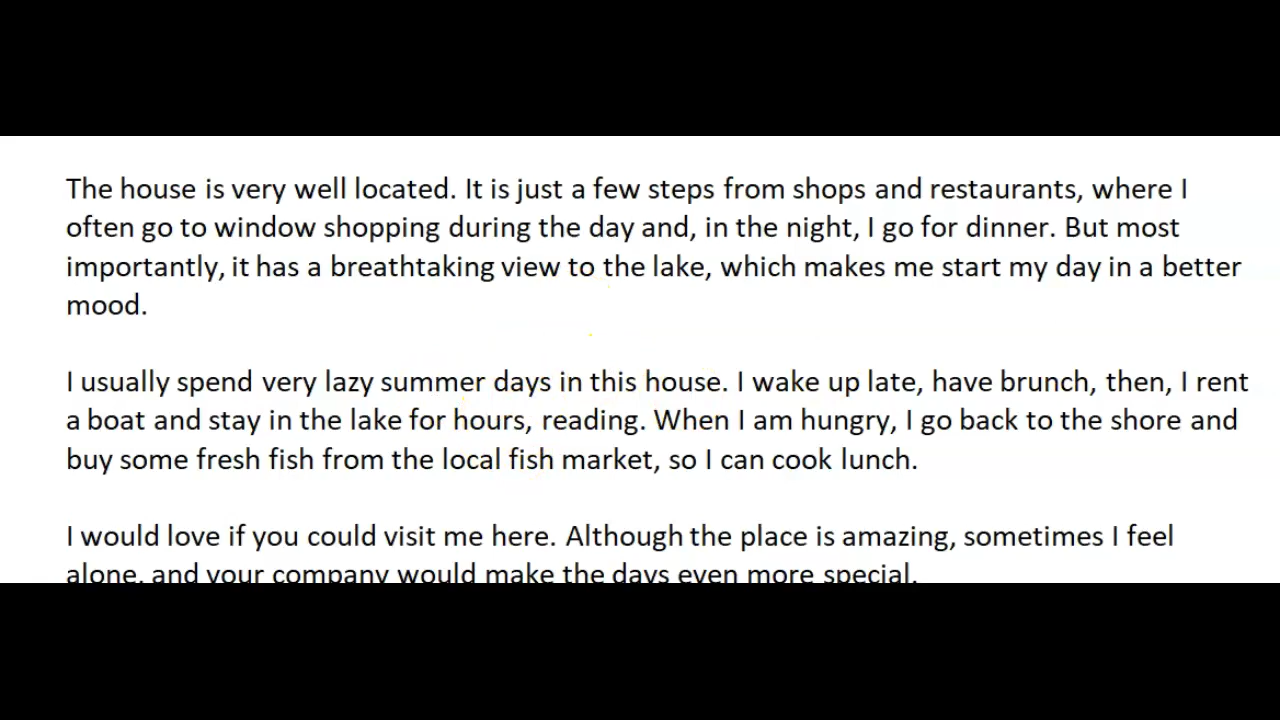 The house is very well located. It is just a few steps from shops and restaurants, where I
often go to window shopping during the day and, in the night, I go for dinner. But most
importantly, it has a breathtaking view to the lake, which makes me start my day in a better
mood.
I usually spend very lazy summer days in this house. I wake up late, have brunch, then, I rent
a boat and stay in the lake for hours, reading. When I am hungry, I go back to the shore and
buy some fresh fish from the local fish market, so I can cook lunch.
I would love if you could visit me here. Although the place is amazing, sometimes I feel
alone, and your company would make the days even more special.